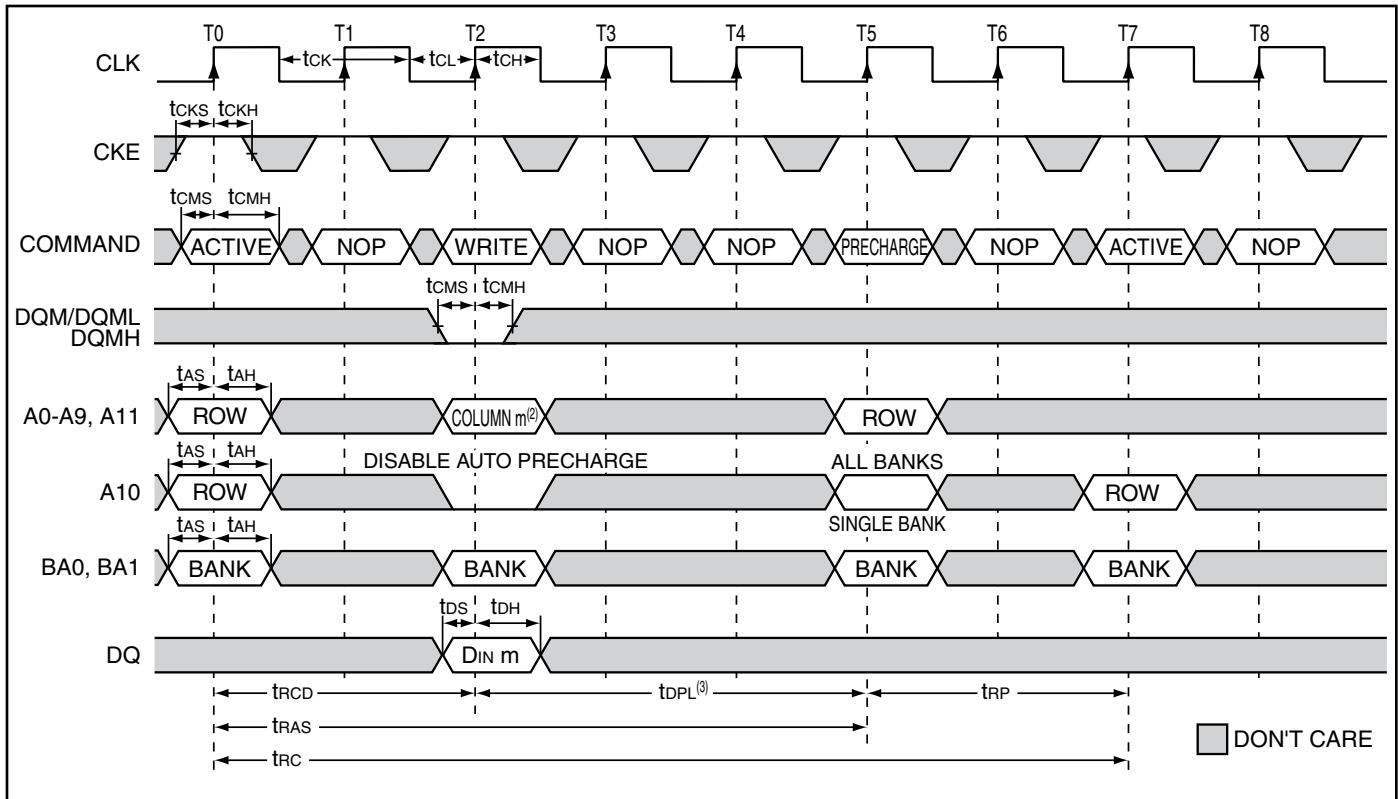 T0 T1 T2 T3 T4 T5 T6 T7 T8
CLK tCK tCL tCH
tCKS tCKH
CKE
tCMS tCMH
COMMAND ACTIVE NOP WRITE NOP NOP PRECHARGE NOP ACTIVE NOP
tCMS tCMH
DQM/DQML
DQMH
tAS tAH
A0-A9, A11 ROW COLUMN m(2) ROW
tAS tAH DISABLE AUTO PRECHARGE ALL BANKS
A10 ROW ROW
tAS tAH SINGLE BANK
BA0, BA1 BANK BANK BANK BANK
tDS tDH
DQ DIN m
tRCD tDPL(3) tRP
tRAS
DON'T CARE
tRC